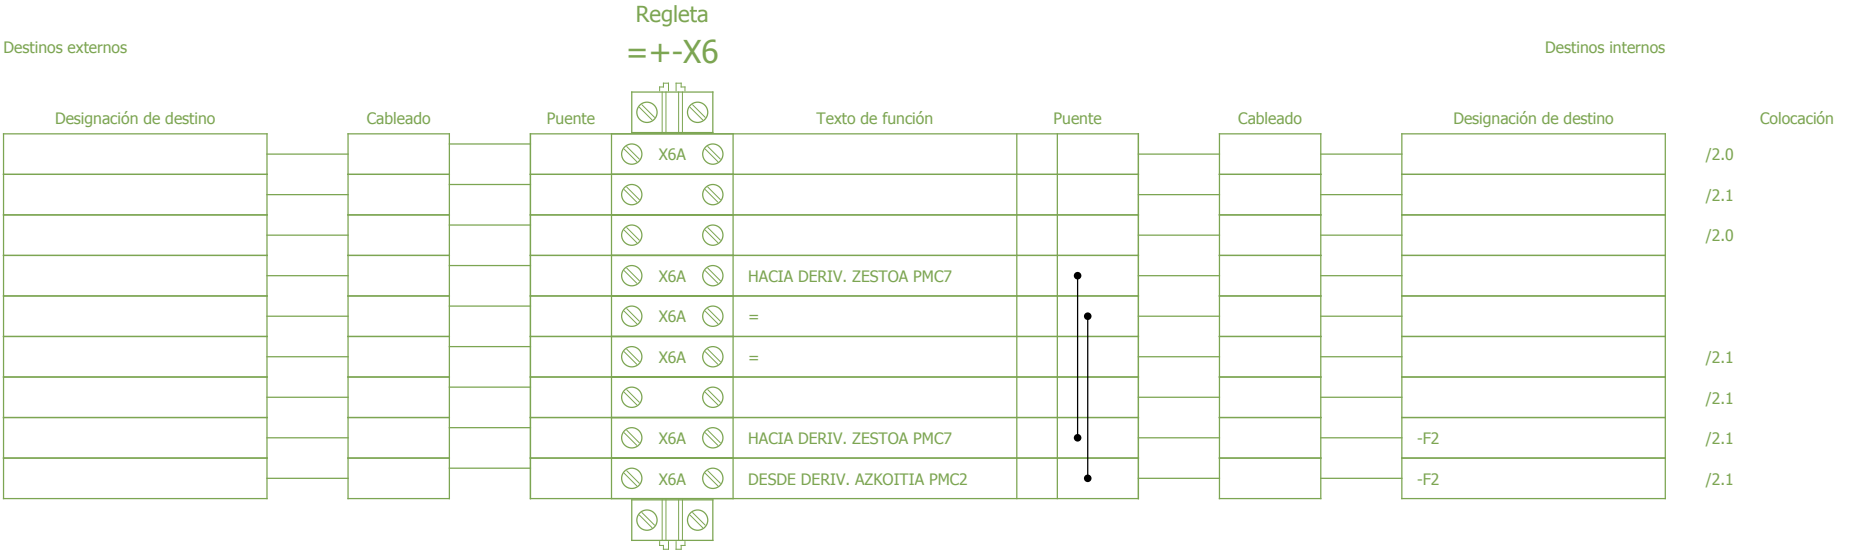 Regleta
Destinos externos =+-X6 Destinos internos
Designación de destino Cableado Puente Texto de función Puente Cableado Designación de destino Colocación
X6A /2.0
/2.1
/2.0
X6A HACIA DERIV. ZESTOA PMC7
X6A =
X6A = /2.1
/2.1
X6A HACIA DERIV. ZESTOA PMC7 -F2 /2.1
X6A DESDE DERIV. AZKOITIA PMC2 -F2 /2.1